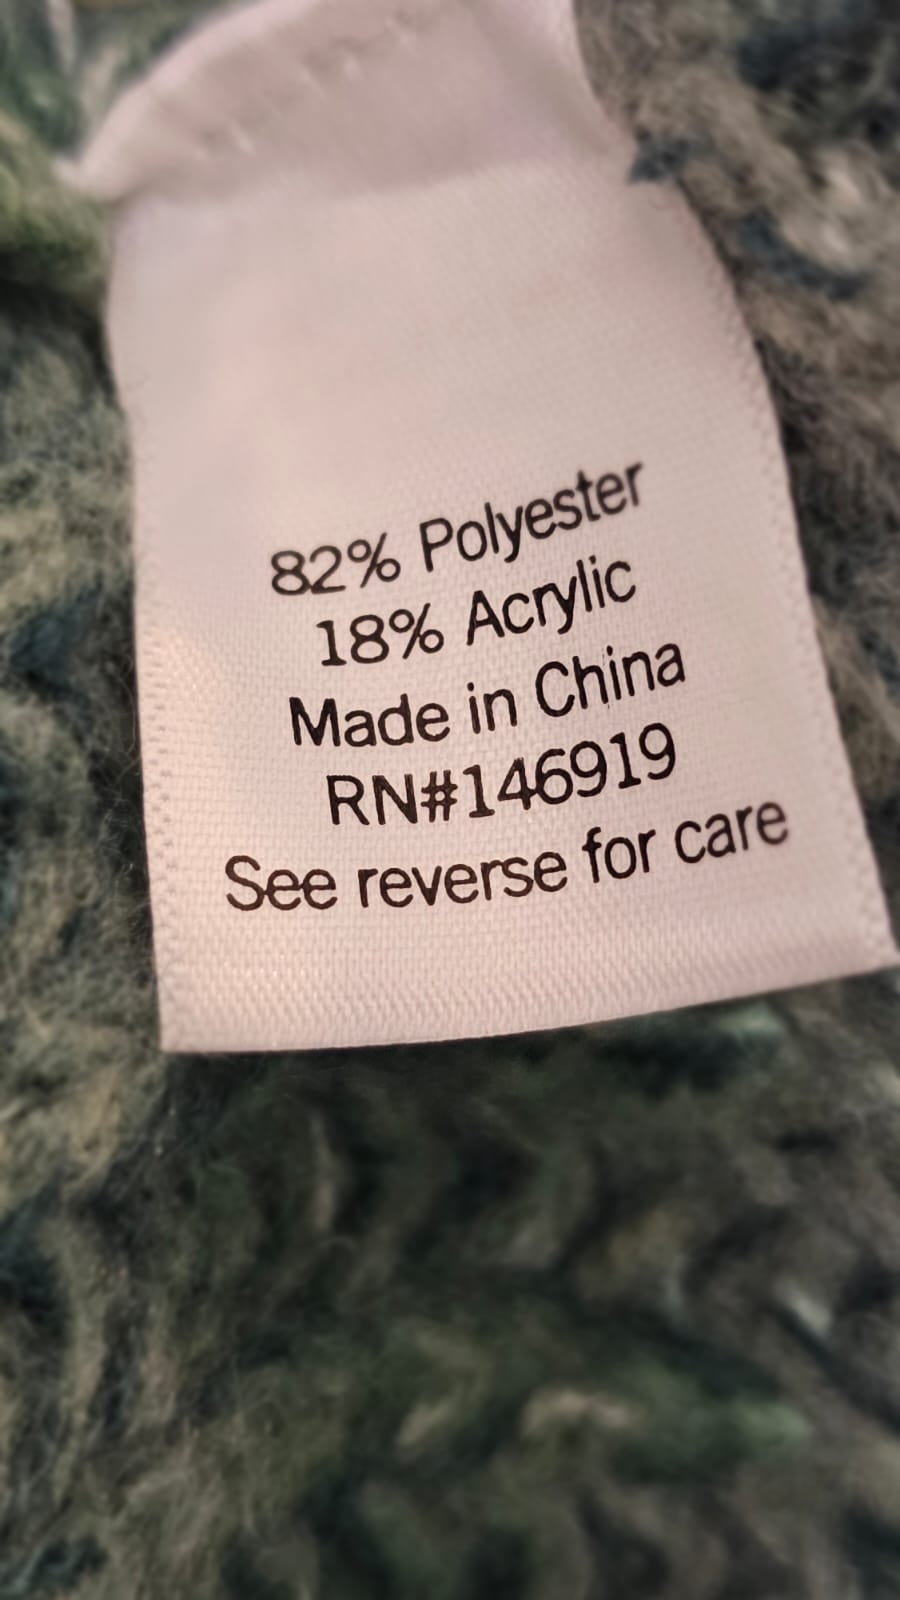 82% Polyester
18% Acrylic
Made in China
RN#146919
See reverse for care